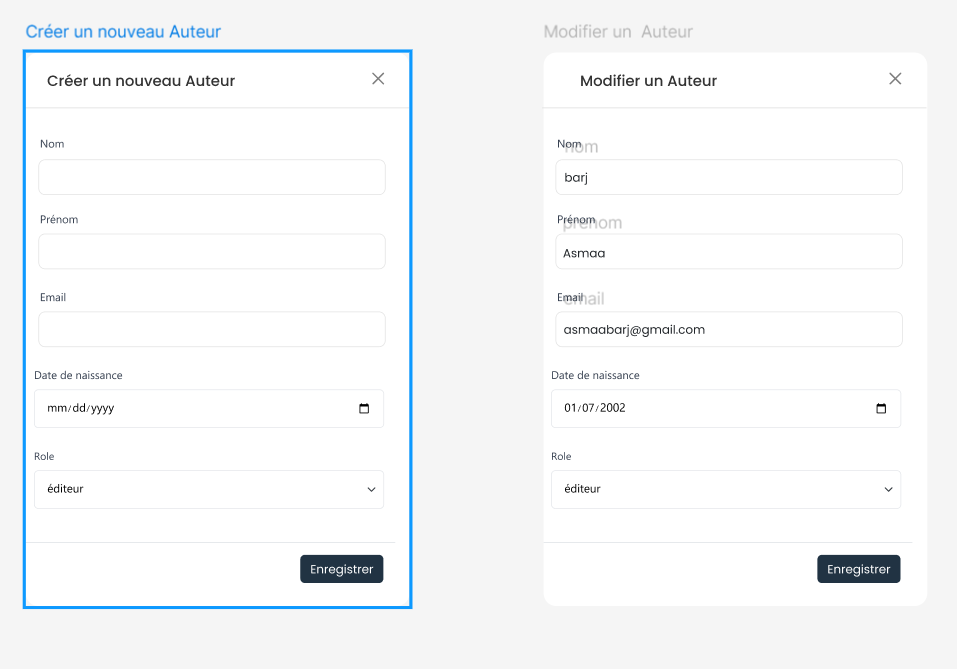 Créer un nouveau Auteur
Créer un nouveau Auteur
Nom
Prénom
Email
Date de naissance
mm/dd/yyyy
Role
éditeur
Enregistrer
Modifier un Auteur
Modifier un Auteur
Nom
nom
barj
Prénom
prenom
Asmaa
Email
email
asmaabarj@gmail.com
Date de naissance
01/07/2002
Role
éditeur
Enregistrer